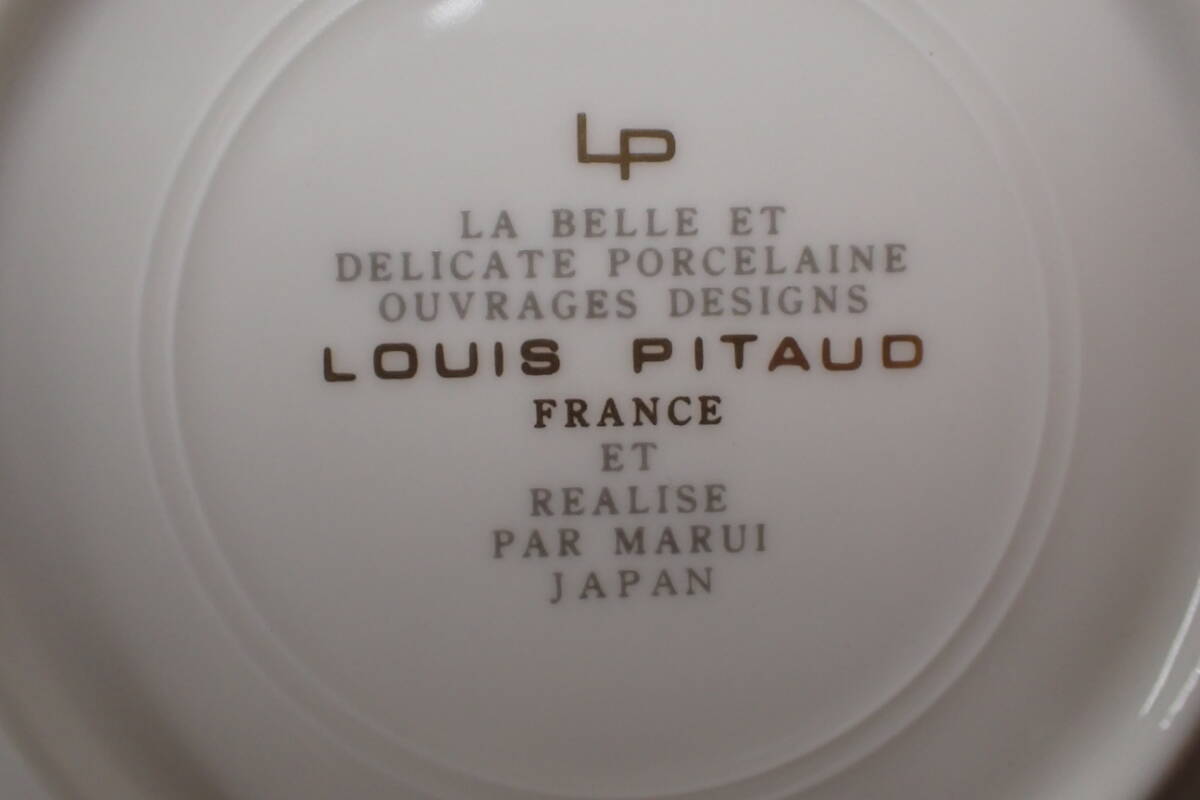 LP
LA BELLE ET
DELICATE PORCELAINE
OUVRAGES DESIGNS
LOUIS PITAUD
FRANCE
ET
REALISE
PAR MARUI
JAPAN